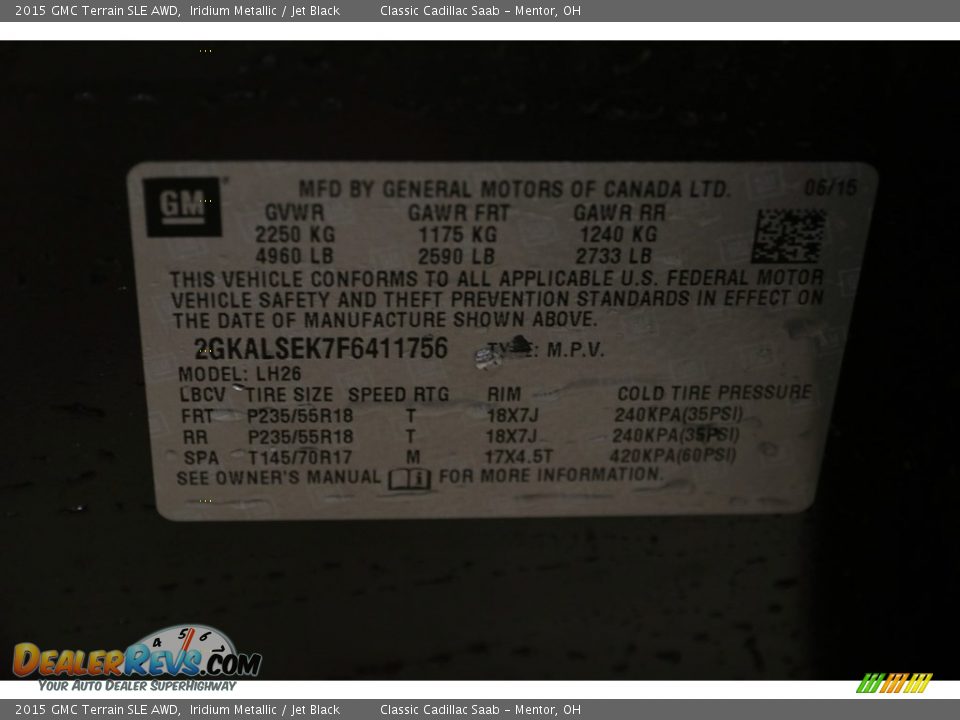 2015 GMC Terrain SLE AWD,  Iridium Metallic / Jet Black          Classic Cadillac Saab – Mentor, OH
GM
MFD BY GENERAL MOTORS OF CANADA LTD. 06/15
GVWR GAWR FRT GAWR RR
2250 KG 1175 KG 1240 KG
4960 LB 2590 LB 2733 LB
THIS VEHICLE CONFORMS TO ALL APPLICABLE U.S. FEDERAL MOTOR
VEHICLE SAFETY AND THEFT PREVENTION STANDARDS IN EFFECT ON
THE DATE OF MANUFACTURE SHOWN ABOVE.
2GKALSEK7F6411756 TYPE: M.P.V.
MODEL: LH26
LBCV TIRE SIZE SPEED RTG RIM COLD TIRE PRESSURE
FRT P235/55R18 T 18X7J 240KPA(35PSI)
RR P235/55R18 T 18X7J 240KPA(35PSI)
SPA T145/70R17 M 17X4.5T 420KPA(60PSI)
SEE OWNER'S MANUAL FOR MORE INFORMATION.
4 5 6 7
DEALERREVS.COM
YOUR AUTO DEALER SUPERHIGHWAY
2015 GMC Terrain SLE AWD,  Iridium Metallic / Jet Black          Classic Cadillac Saab – Mentor, OH